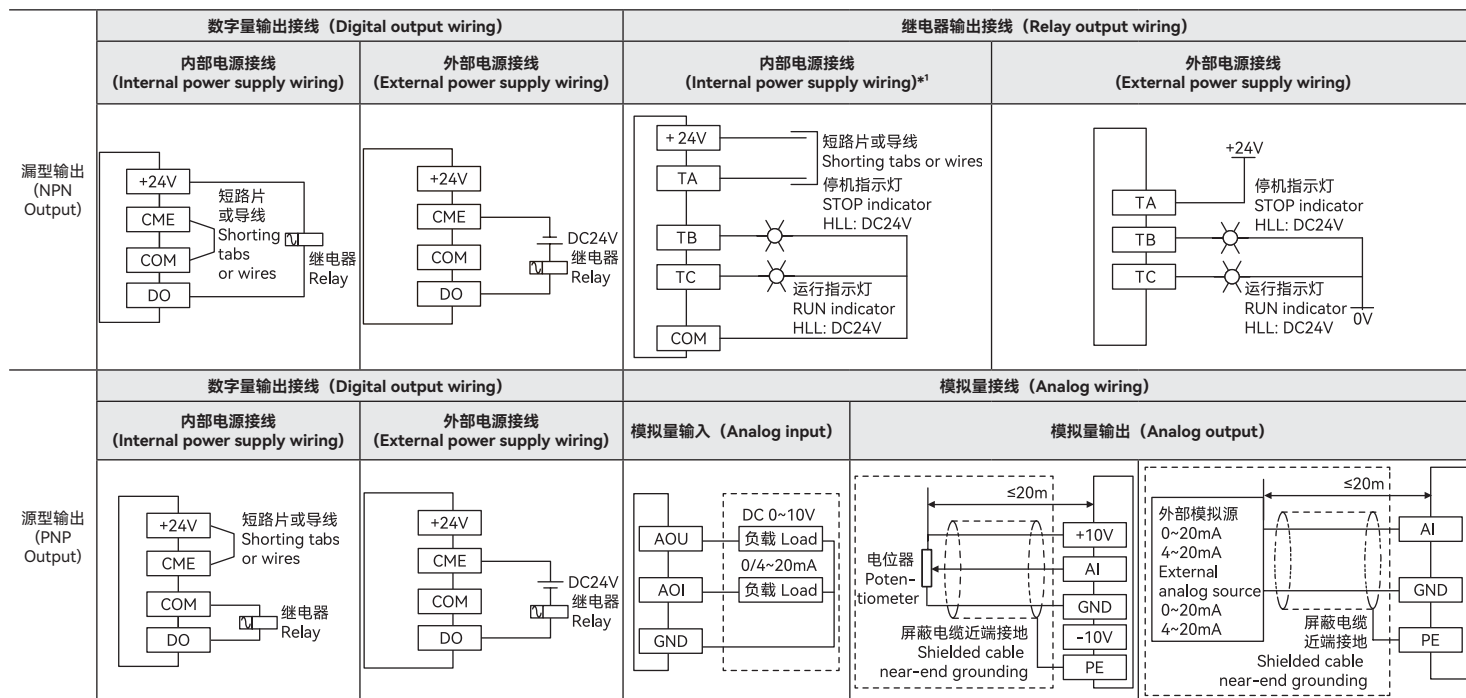 数字量输出接线（Digital output wiring）
继电器输出接线（Relay output wiring）
内部电源接线
(Internal power supply wiring)
外部电源接线
(External power supply wiring)
内部电源接线
(Internal power supply wiring)*1
外部电源接线
(External power supply wiring)
漏型输出
(NPN
Output)
+24V
CME
COM
DO
短路片
或导线
Shorting
tabs
or wires
继电器
Relay
+24V
CME
COM
DO
DC24V
继电器
Relay
+ 24V
TA
TB
TC
COM
短路片或导线
Shorting tabs or wires
停机指示灯
STOP indicator
HLL: DC24V
运行指示灯
RUN indicator
HLL: DC24V
TA
TB
TC
+24V
停机指示灯
STOP indicator
HLL: DC24V
运行指示灯
RUN indicator
HLL: DC24V
0V
数字量输出接线（Digital output wiring）
模拟量接线（Analog wiring）
内部电源接线
(Internal power supply wiring)
外部电源接线
(External power supply wiring)
模拟量输入（Analog input）
模拟量输出（Analog output）
源型输出
(PNP
Output)
+24V
CME
COM
DO
短路片或导线
Shorting tabs
or wires
继电器
Relay
+24V
CME
COM
DO
DC24V
继电器
Relay
AOU
AOI
GND
DC 0~10V
负载 Load
0/4~20mA
负载 Load
≤20m
电位器
Poten-
tiometer
+10V
AI
GND
-10V
PE
屏蔽电缆近端接地
Shielded cable
near-end grounding
≤20m
外部模拟源
0~20mA
4~20mA
External
analog source
0~20mA
4~20mA
AI
GND
PE
屏蔽电缆
近端接地
Shielded cable
near-end grounding